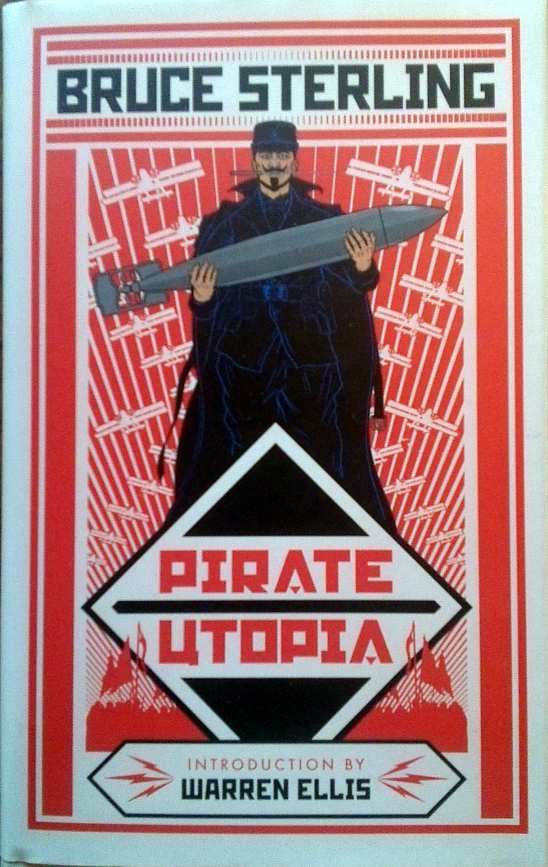 BRUCE STERLING
PIRATE
UTOPIA
INTRODUCTION BY
WARREN ELLIS